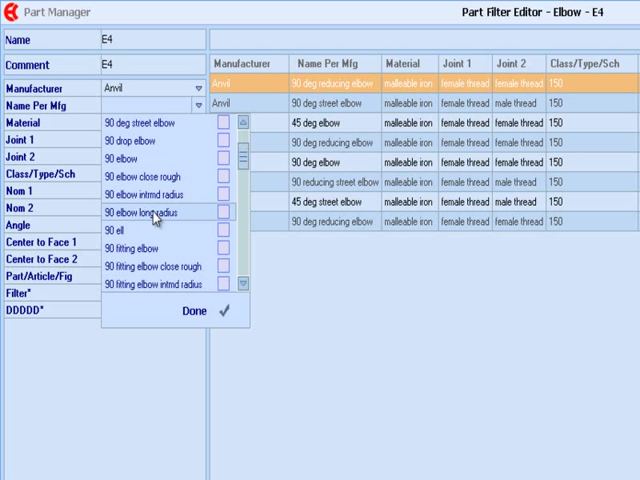 Part Manager
Part Filter Editor - Elbow - E4
Name E4
Comment E4
Manufacturer Anvil
Name Per Mfg
Material
Joint 1
Joint 2
Class/Type/Sch
Nom 1
Nom 2
Angle
Center to Face 1
Center to Face 2
Part/Article/Fig
Filter*
DDDDD*
90 deg street elbow
90 drop elbow
90 elbow
90 elbow close rough
90 elbow intrmd radius
90 elbow long radius
90 ell
90 fitting elbow
90 fitting elbow close rough
90 fitting elbow intmd radius
Done
Manufacturer Name Per Mfg Material Joint 1 Joint 2 Class/Type/Sch
Anvil 90 deg reducing elbow malleable iron female thread female thread 150
Anvil 90 deg street elbow malleable iron female thread male thread 150
45 deg elbow malleable iron female thread female thread 150
90 deg reducing elbow malleable iron female thread female thread 150
90 deg elbow malleable iron female thread female thread 150
90 reducing street elbow malleable iron female thread male thread 150
45 deg street elbow malleable iron female thread male thread 150
90 deg reducing elbow malleable iron female thread female thread 150